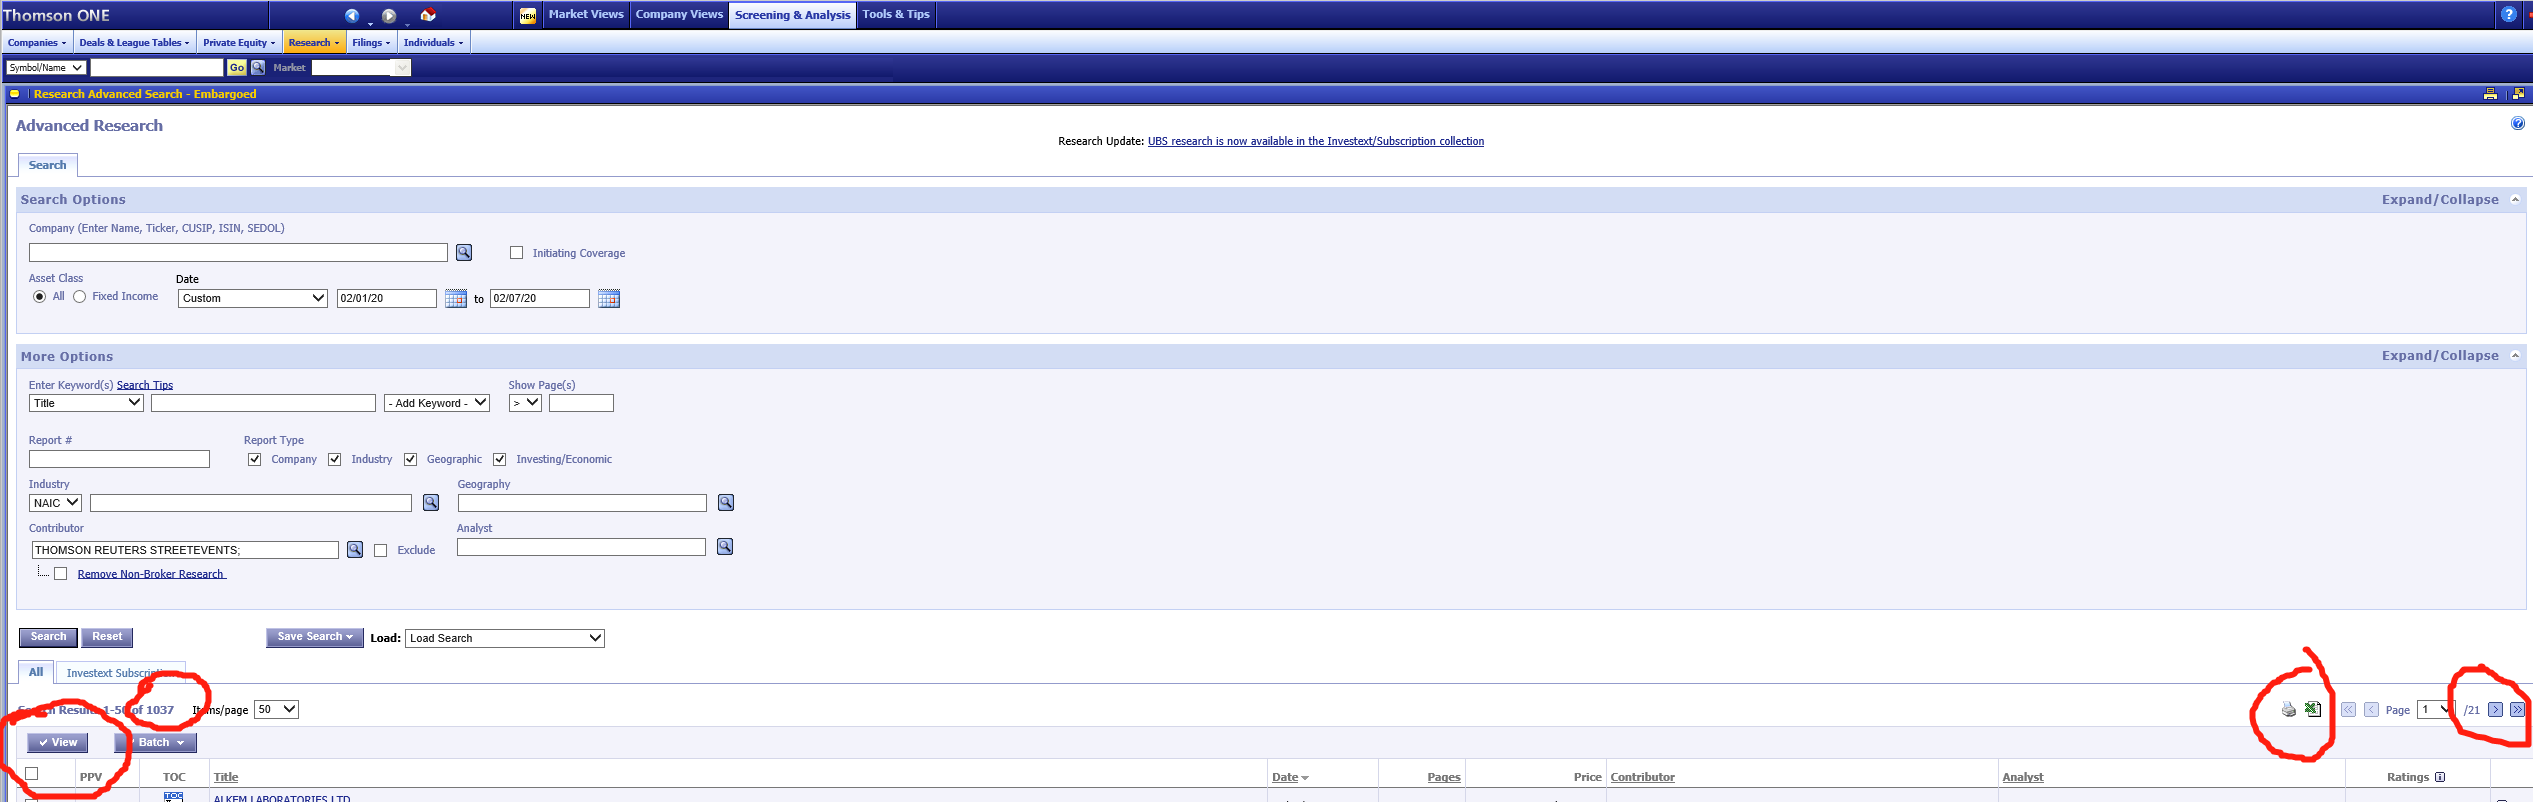 Thomson ONE NEW Market Views Company Views Screening & Analysis Tools & Tips
Companies Deals & League Tables Private Equity Research Filings Individuals
Symbol/Name Go Market
Research Advanced Search - Embargoed
Advanced Research
Research Update: UBS research is now available in the Investext/Subscription collection
Search
Search Options Expand/Collapse
Company (Enter Name, Ticker, CUSIP, ISIN, SEDOL)
Initiating Coverage
Asset Class Date
All Fixed Income Custom 02/01/20 to 02/07/20
More Options Expand/Collapse
Enter Keyword(s) Search Tips Show Page(s)
Title - Add Keyword - >
Report # Report Type
Company Industry Geographic Investing/Economic
Industry Geography
NAIC
Contributor Analyst
THOMSON REUTERS STREETEVENTS; Exclude
Remove Non-Broker Research
Search Reset Save Search Load: Load Search
All Investext Subscription
Search Results 1-50 of 1037 Items/page 50 Page 1 /21
View Batch
PPV TOC Title Date Pages Price Contributor Analyst Ratings
TOC ALKEM LABORATORIES LTD